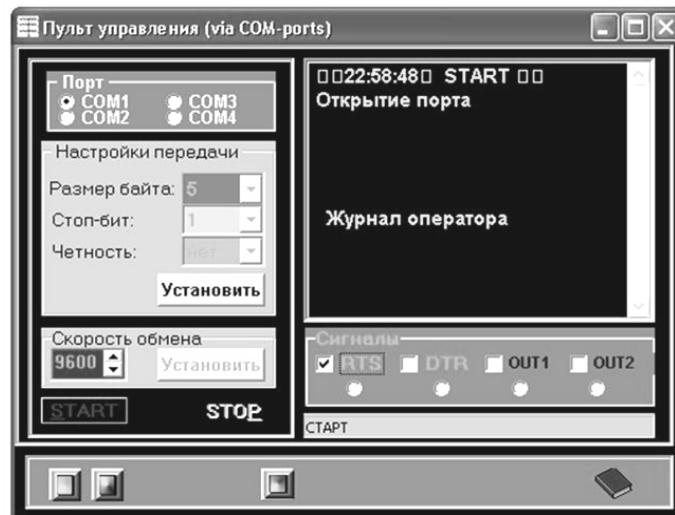 Пульт управления (via COM-ports)
Порт
COM1 COM3
COM2 COM4
Настройки передачи
Размер байта: 5
Стоп-бит: 1
Четность: нет
Установить
Скорость обмена
9600 Установить
START STOP
22:58:48 START
Открытие порта
Журнал оператора
Сигналы
RTS DTR OUT1 OUT2
СТАРТ